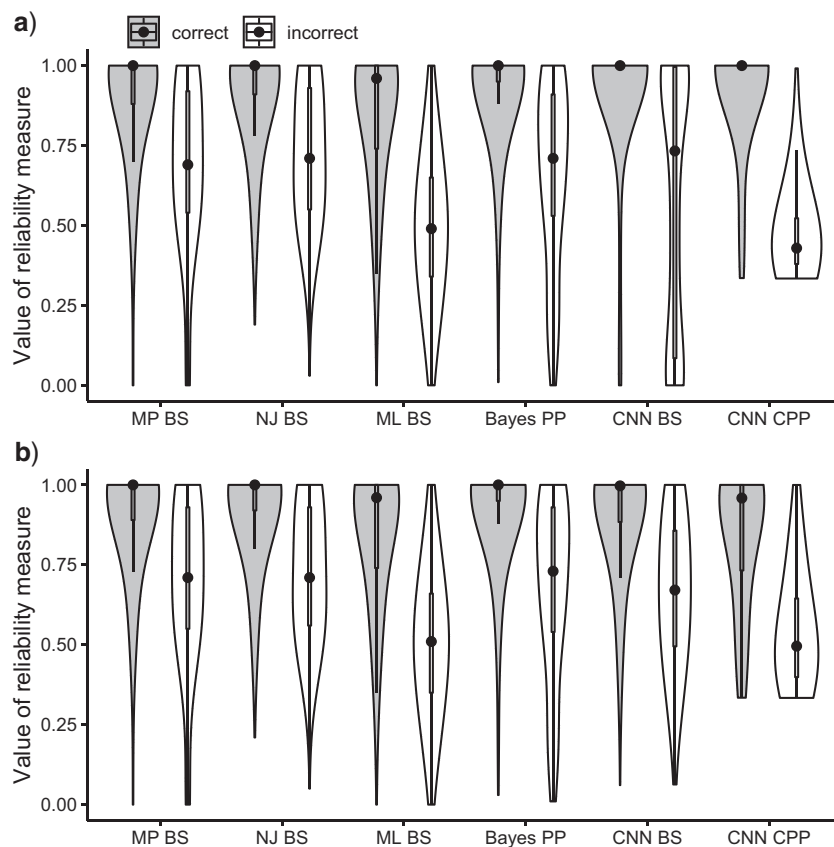 a)
correct
incorrect
Value of reliability measure
1.00
0.75
0.50
0.25
0.00
MP BS
NJ BS
ML BS
Bayes PP
CNN BS
CNN CPP
b)
Value of reliability measure
1.00
0.75
0.50
0.25
0.00
MP BS
NJ BS
ML BS
Bayes PP
CNN BS
CNN CPP